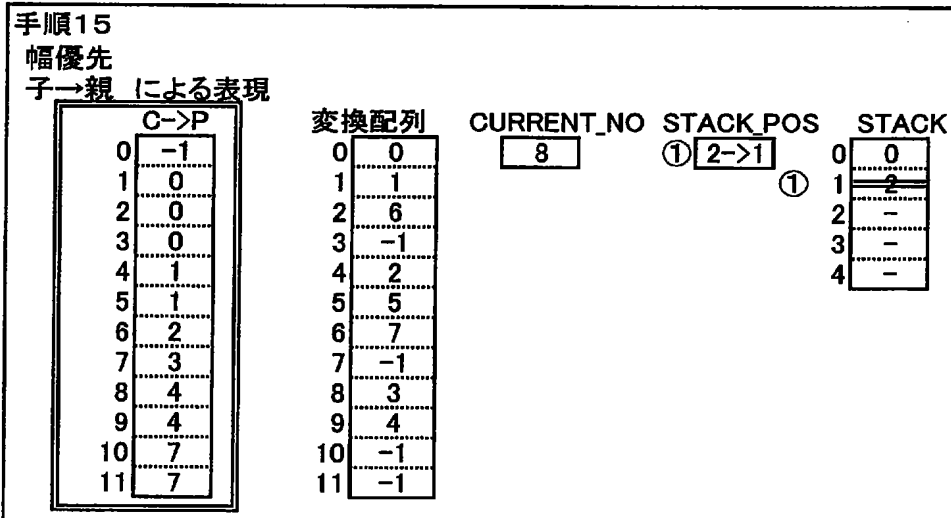 手順15
幅優先
子→親 による表現
C->P 変換配列 CURRENT_NO STACK_POS STACK
0 -1 0 0 8 ① 2->1 0 0
1 0 1 1 ① 1 2
2 0 2 6 2 -
3 0 3 -1 3 -
4 1 4 2 4 -
5 1 5 5
6 2 6 7
7 3 7 -1
8 4 8 3
9 4 9 4
10 7 10 -1
11 7 11 -1